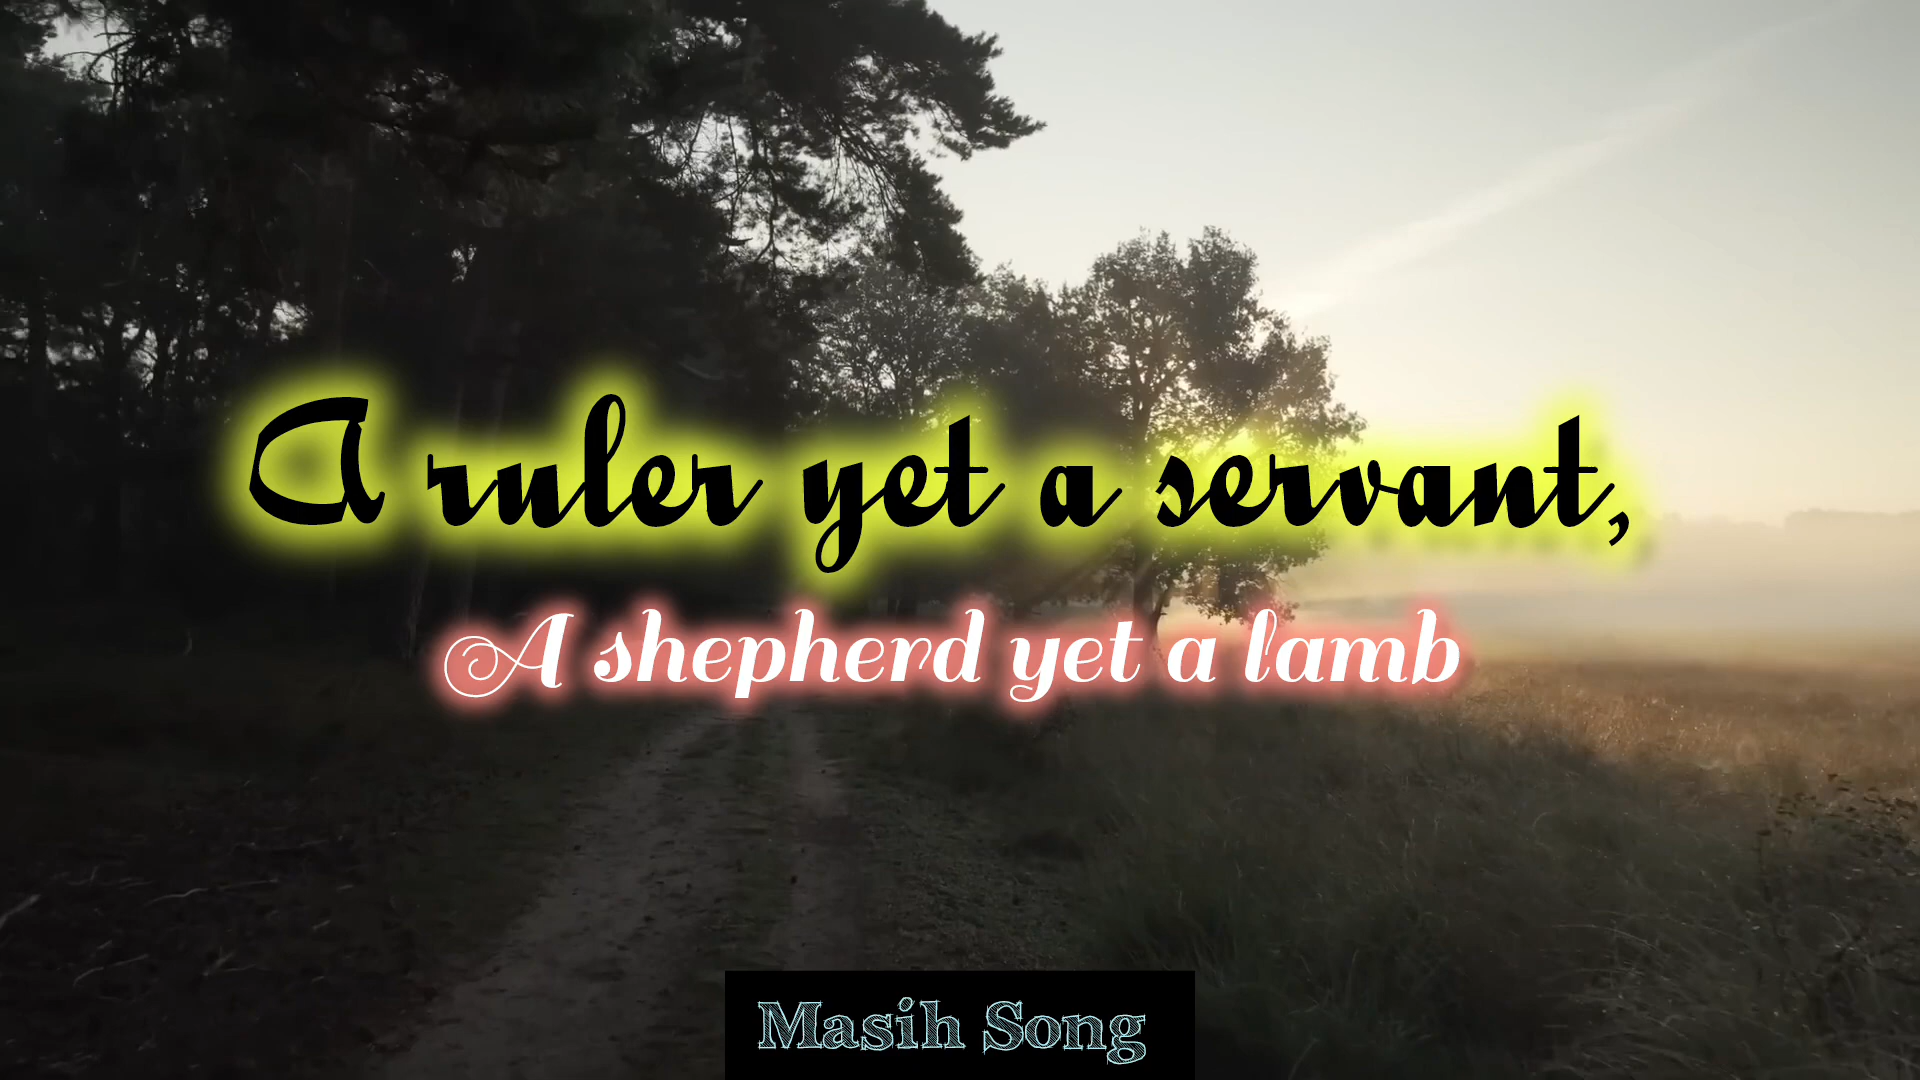 A ruler yet a servant,
A shepherd yet a lamb
Masih Song